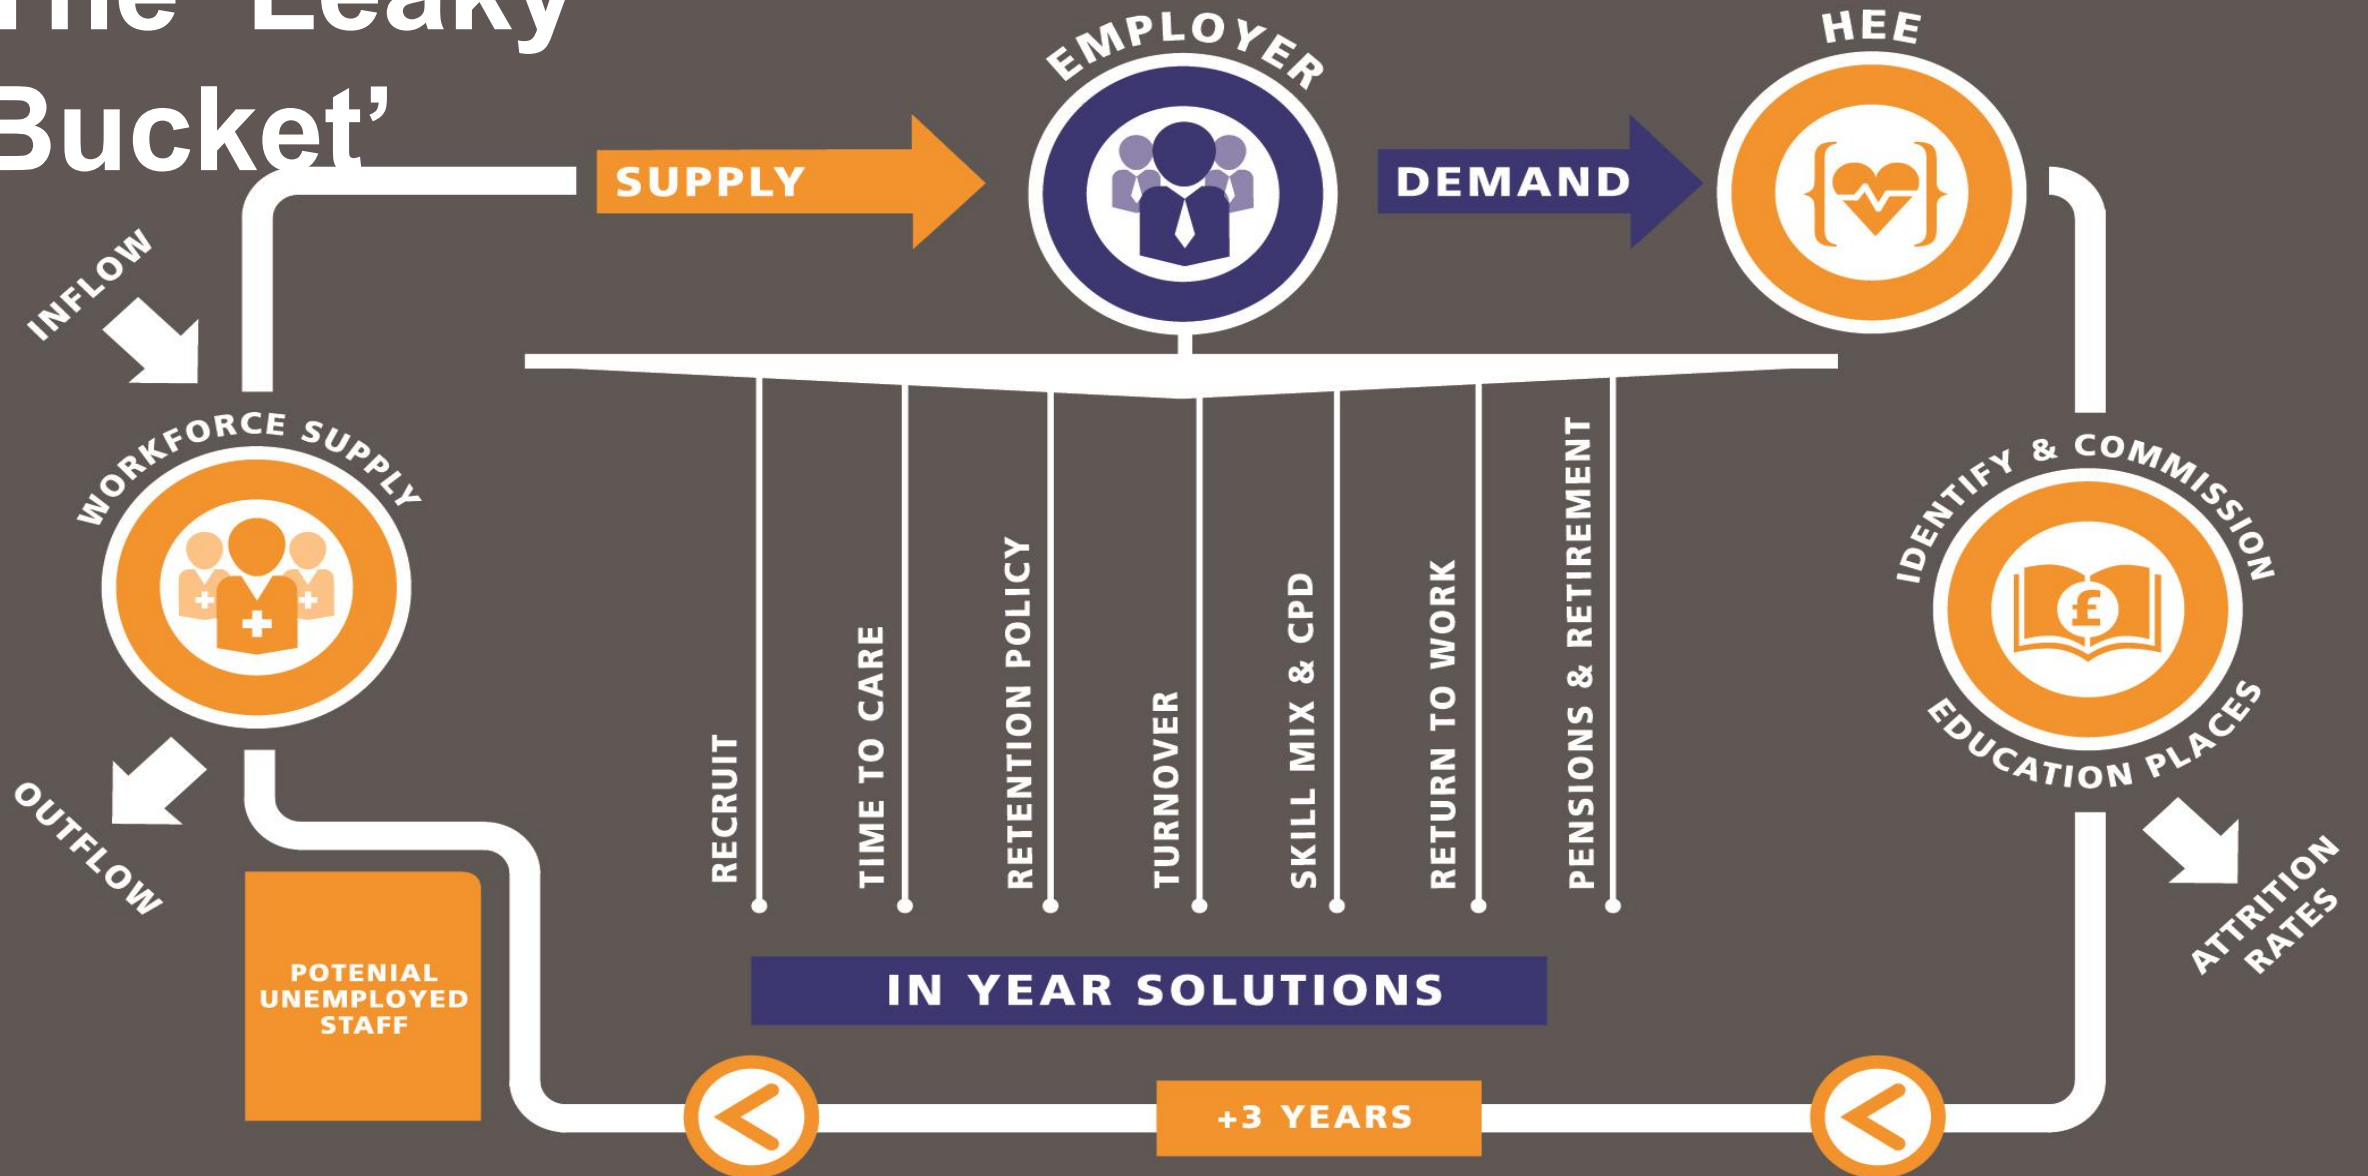 The ‘Leaky
Bucket’
EMPLOYER
HEE
SUPPLY
DEMAND
INFLOW
WORKFORCE SUPPLY
IDENTIFY & COMMISSION
EDUCATION PLACES
RECRUIT
TIME TO CARE
RETENTION POLICY
TURNOVER
SKILL MIX & CPD
RETURN TO WORK
PENSIONS & RETIREMENT
OUTFLOW
ATTRITION
RATES
POTENIAL
UNEMPLOYED
STAFF
IN YEAR SOLUTIONS
+3 YEARS
£